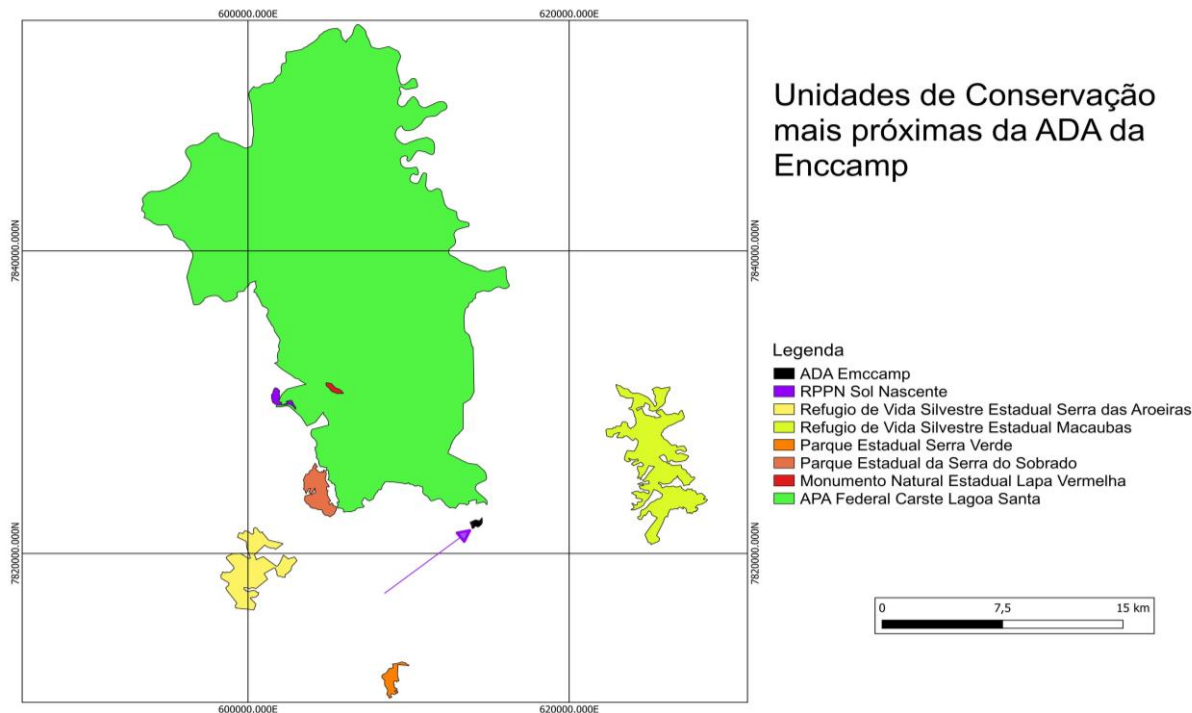 600000.000E
620000.000E
Unidades de Conservação
mais próximas da ADA da
Enccamp
7840000.000N
7840000.000N
Legenda
ADA Emccamp
RPPN Sol Nascente
Refugio de Vida Silvestre Estadual Serra das Aroeiras
Refugio de Vida Silvestre Estadual Macaubas
Parque Estadual Serra Verde
Parque Estadual da Serra do Sobrado
Monumento Natural Estadual Lapa Vermelha
APA Federal Carste Lagoa Santa
7820000.000N
7820000.000N
0
7,5
15 km
600000.000E
620000.000E